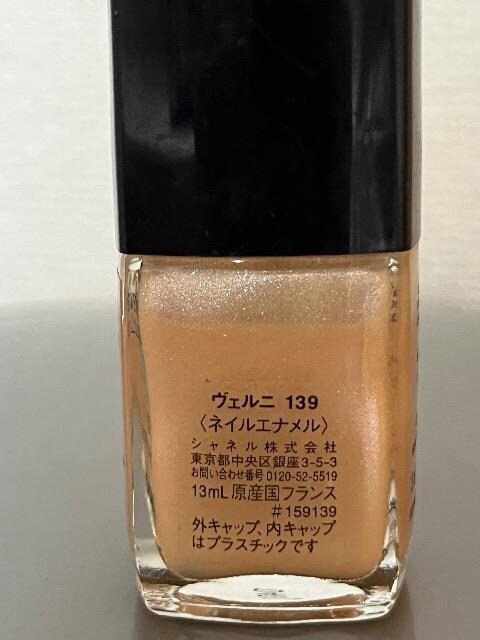 ヴェルニ 139
〈ネイルエナメル〉
シャネル株式会社
東京都中央区銀座3-5-3
お問い合わせ番号 0120-52-5519
13mL 原産国フランス
#159139
外キャップ、内キャップ
はプラスチックです